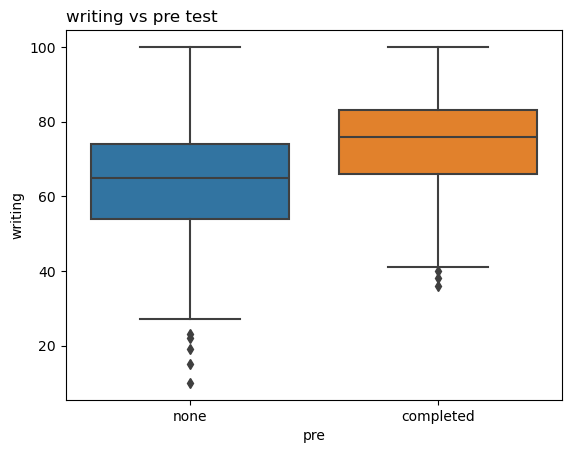 writing vs pre test
100
80
60
40
20
writing
none
completed
pre